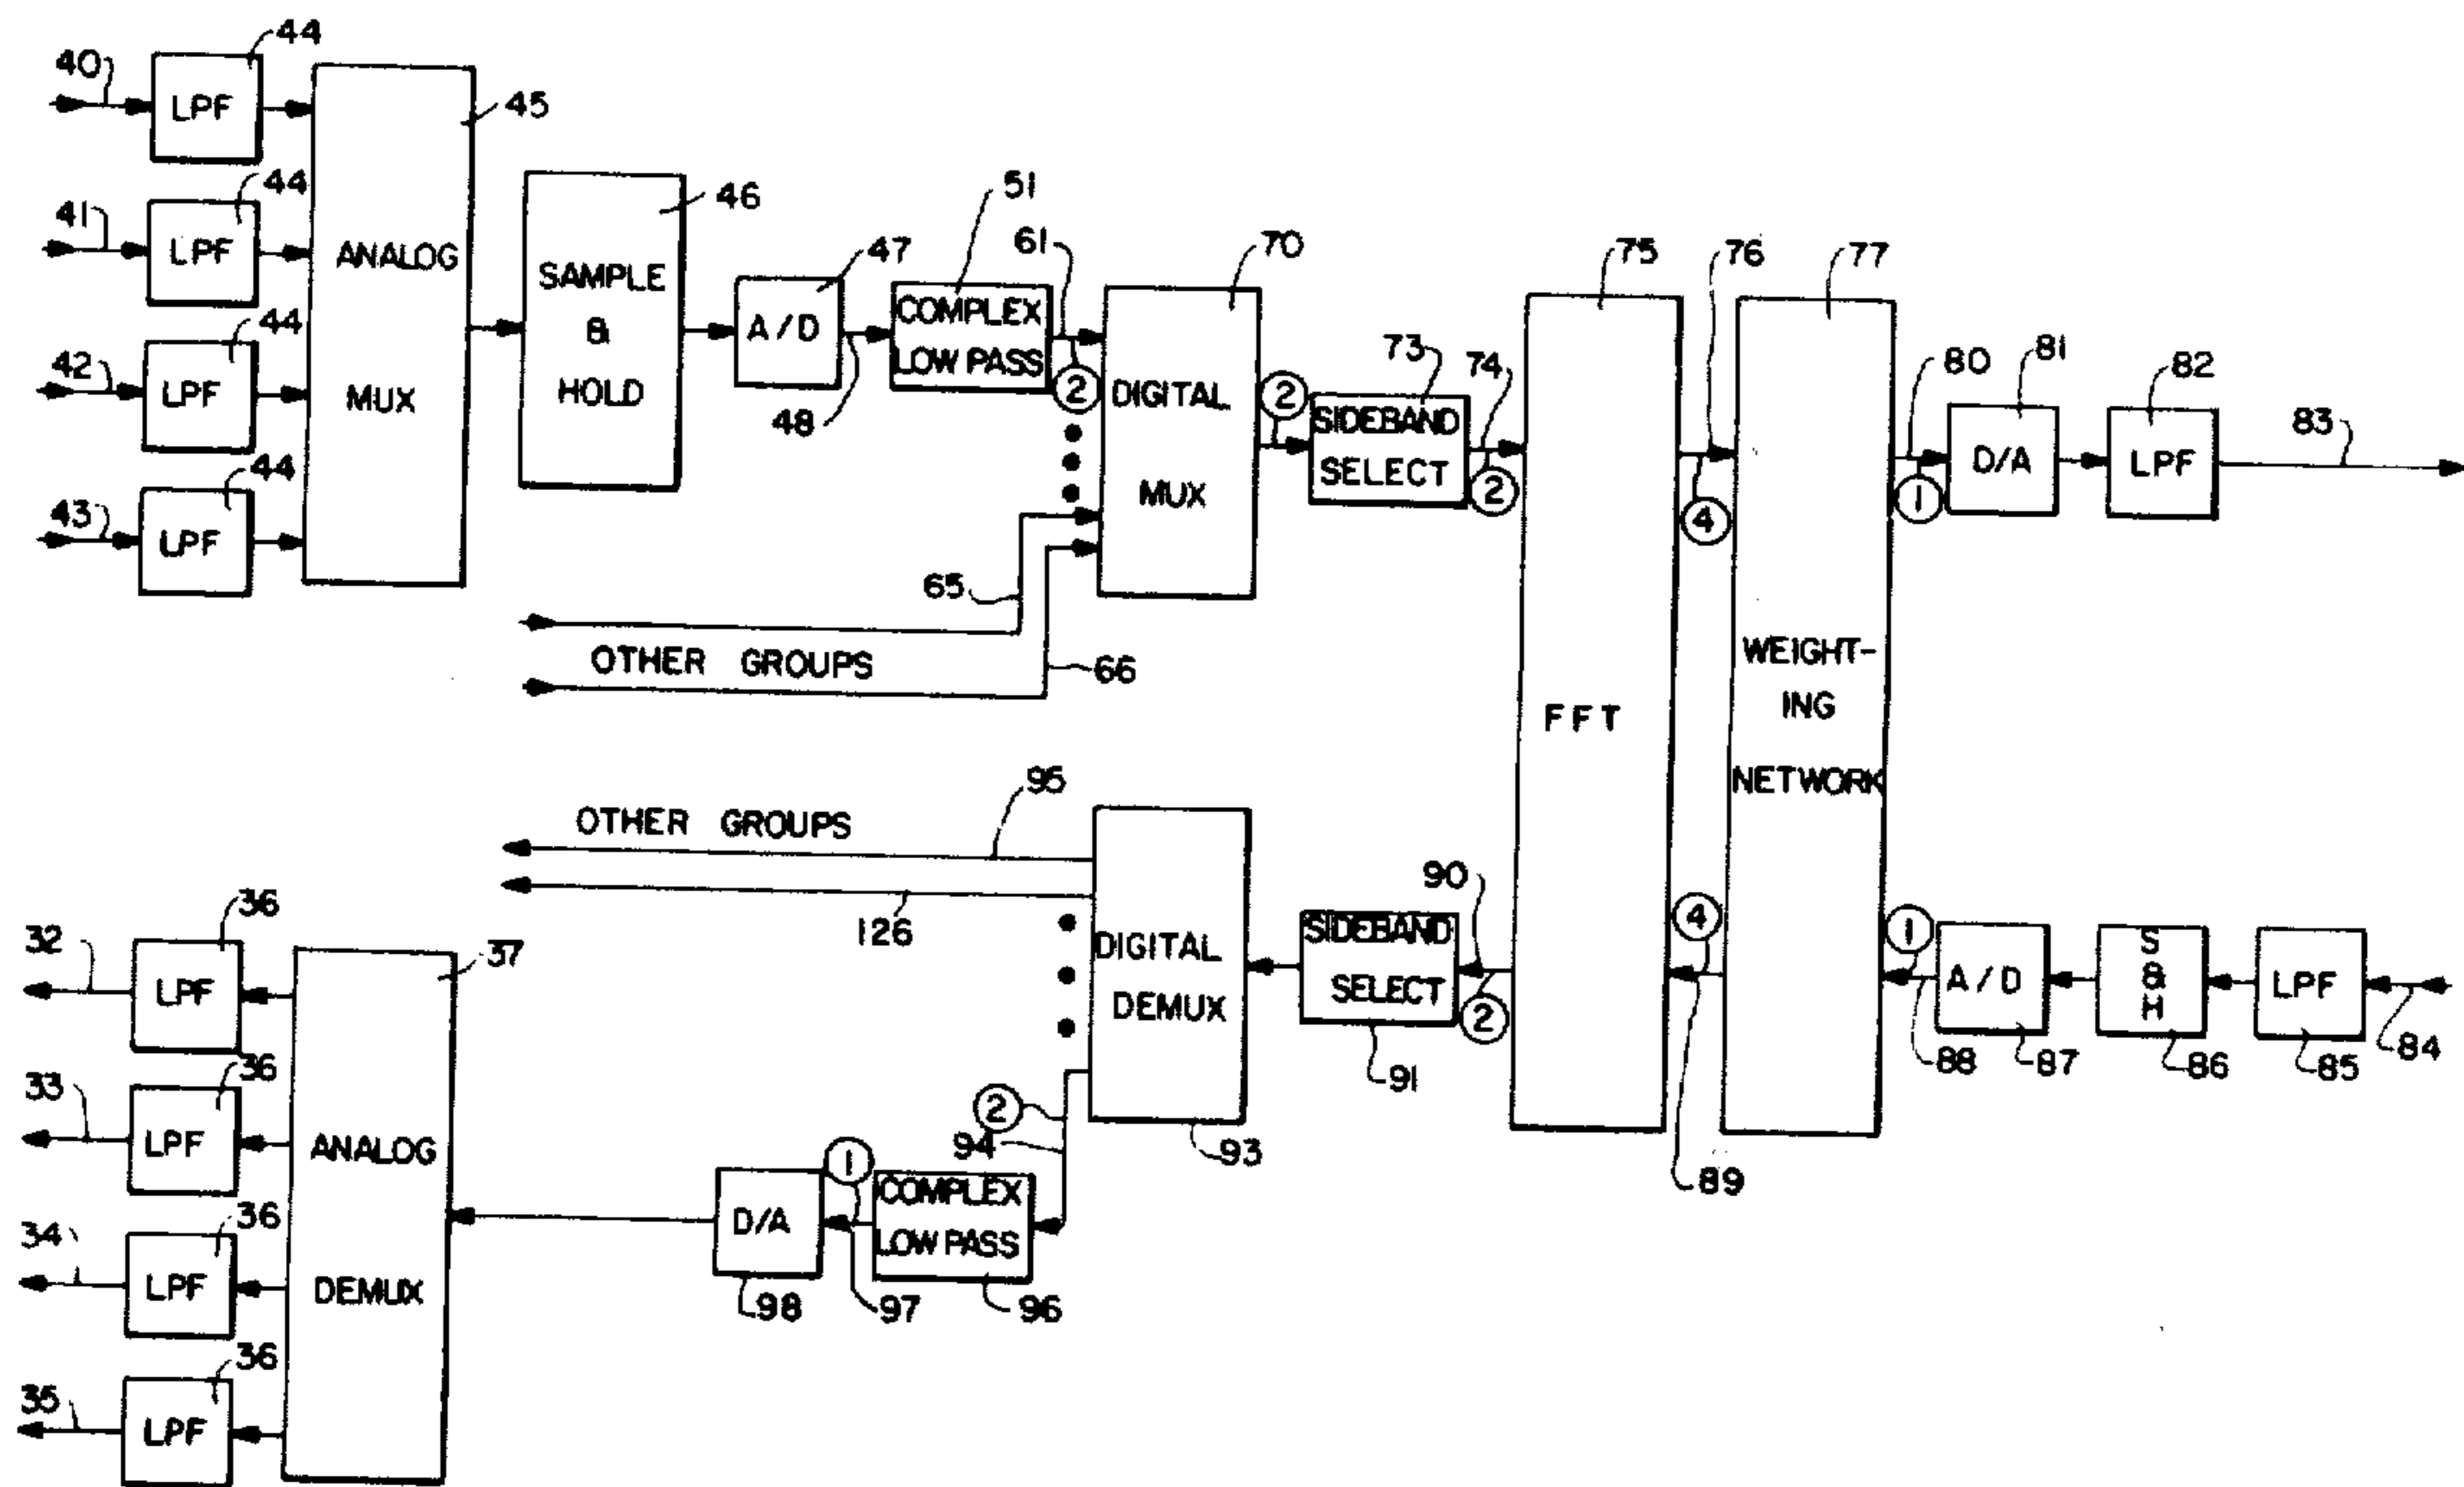 44
40
LPF
45
44
41
LPF
ANALOG
MUX
44
42
LPF
44
43
LPF
46
SAMPLE
&
HOLD
47
A/D
48
51
COMPLEX
LOW PASS
61
2
70
DIGITAL
MUX
65
OTHER GROUPS
66
2
73
SIDEBAND
SELECT
74
2
75
FFT
76
4
77
WEIGHT-
ING
NETWORK
80
1
81
D/A
82
LPF
83
OTHER GROUPS
95
126
DIGITAL
DEMUX
93
SIDEBAND
SELECT
91
90
2
4
89
1
88
A/D
87
S
&
H
86
LPF
85
84
2
94
COMPLEX
LOW PASS
96
1
97
D/A
98
37
ANALOG
DEMUX
36
32
LPF
36
33
LPF
36
34
LPF
36
35
LPF